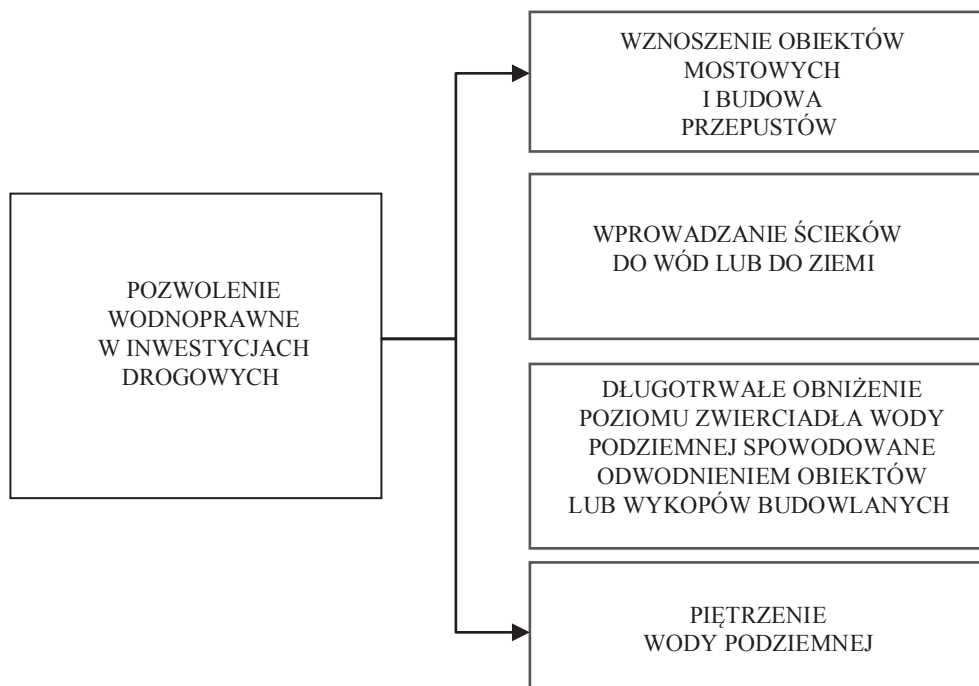 POZWOLENIE
WODNOPRAWNE
W INWESTYCJACH
DROGOWYCH
WZNOSZENIE OBIEKTÓW
MOSTOWYCH
I BUDOWA
PRZEPUSTÓW
WPROWADZANIE ŚCIEKÓW
DO WÓD LUB DO ZIEMI
DŁUGOTRWAŁE OBNIŻENIE
POZIOMU ZWIERCIADŁA WODY
PODZIEMNEJ SPOWODOWANE
ODWODNIENIEM OBIEKTÓW
LUB WYKOPÓW BUDOWLANYCH
PIĘTRZENIE
WODY PODZIEMNEJ